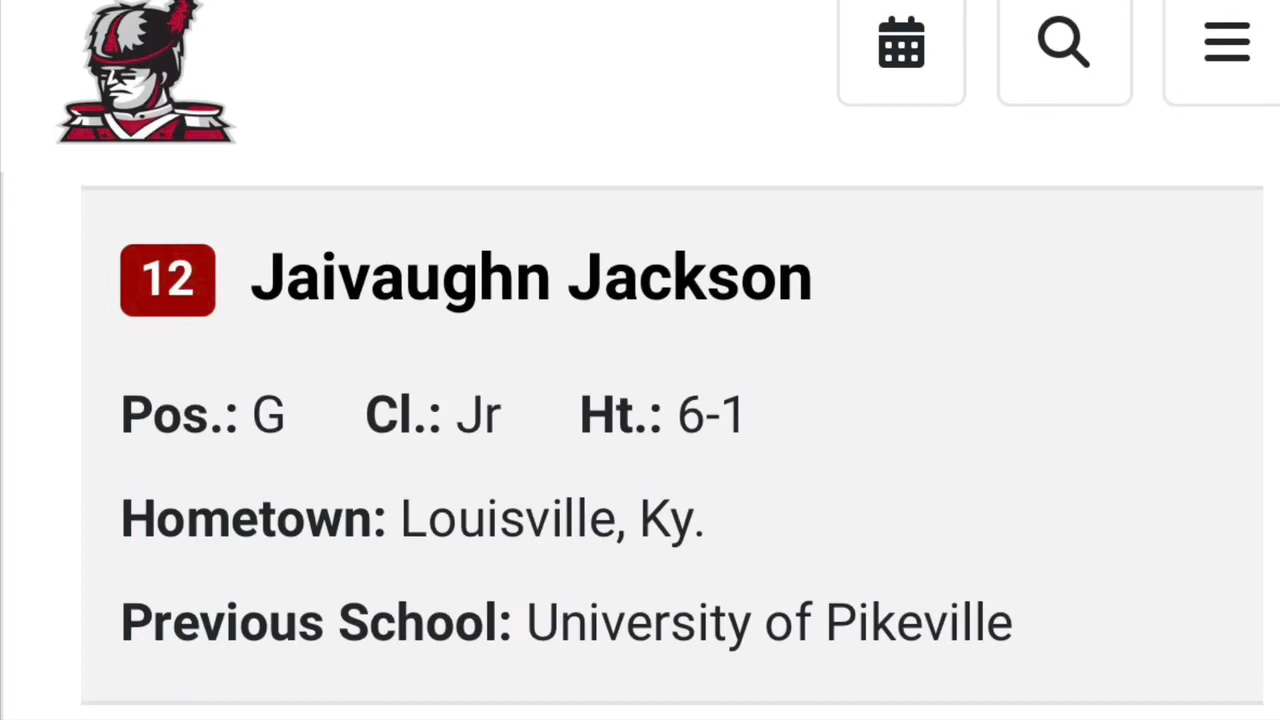 12 Jaivaughn Jackson
Pos.: G Cl.: Jr Ht.: 6-1
Hometown: Louisville, Ky.
Previous School: University of Pikeville